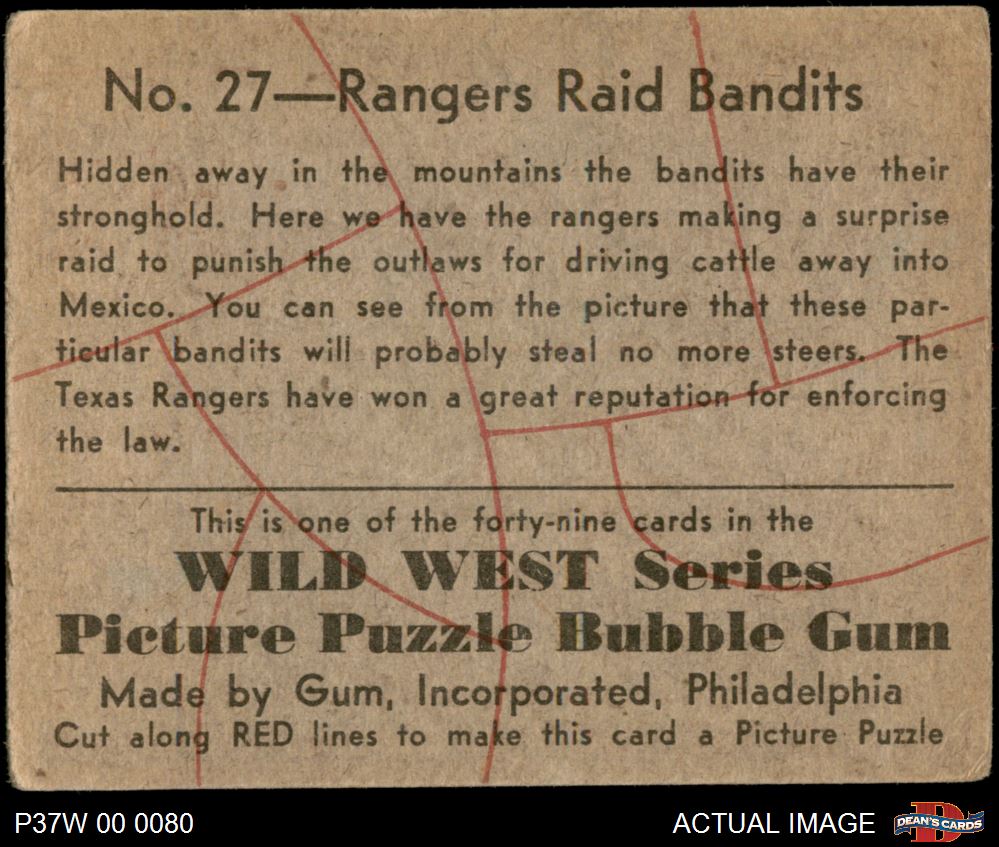 No. 27—Rangers Raid Bandits
Hidden away in the mountains the bandits have their
stronghold. Here we have the rangers making a surprise
raid to punish the outlaws for driving cattle away into
Mexico. You can see from the picture that these par-
ticular bandits will probably steal no more steers. The
Texas Rangers have won a great reputation for enforcing
the law.
This is one of the forty-nine cards in the
WILD WEST Series
Picture Puzzle Bubble Gum
Made by Gum, Incorporated, Philadelphia
Cut along RED lines to make this card a Picture Puzzle
P37W 00 0080
ACTUAL IMAGE
D
DEAN'S CARDS